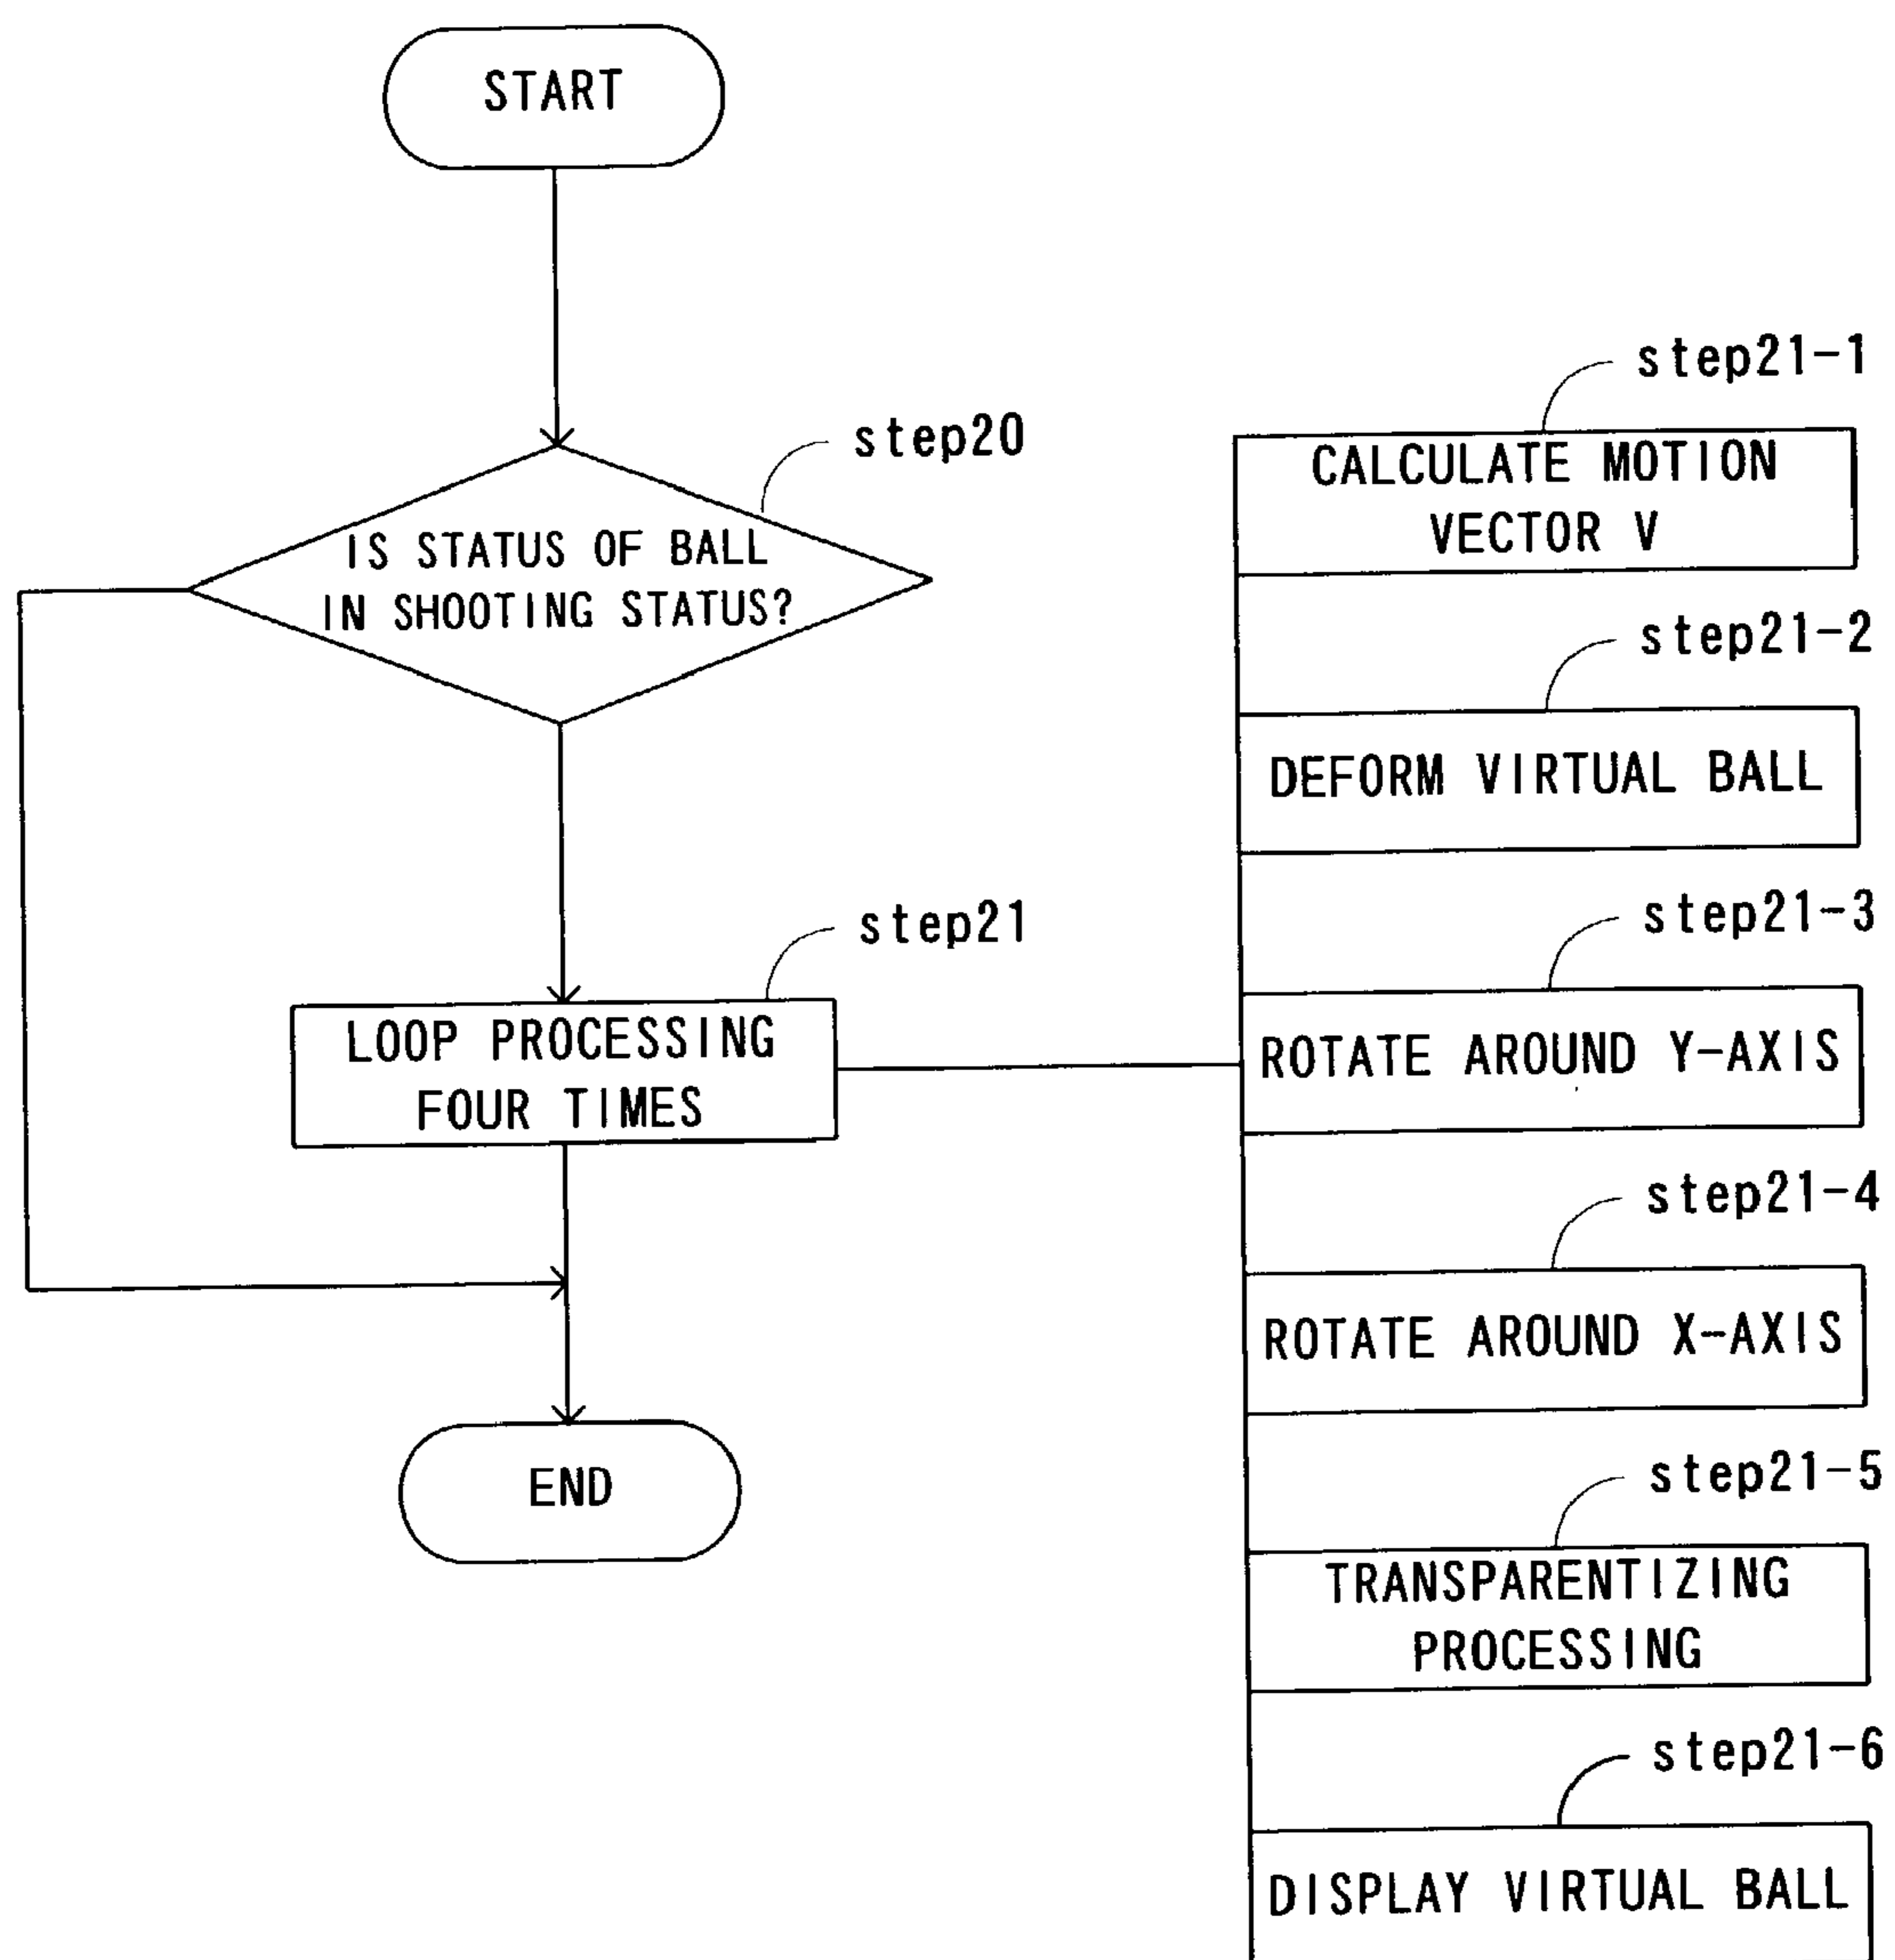 START
step20
IS STATUS OF BALL
IN SHOOTING STATUS?
step21
LOOP PROCESSING
FOUR TIMES
END
step21-1
CALCULATE MOTION
VECTOR V
step21-2
DEFORM VIRTUAL BALL
step21-3
ROTATE AROUND Y-AXIS
step21-4
ROTATE AROUND X-AXIS
step21-5
TRANSPARENTIZING
PROCESSING
step21-6
DISPLAY VIRTUAL BALL